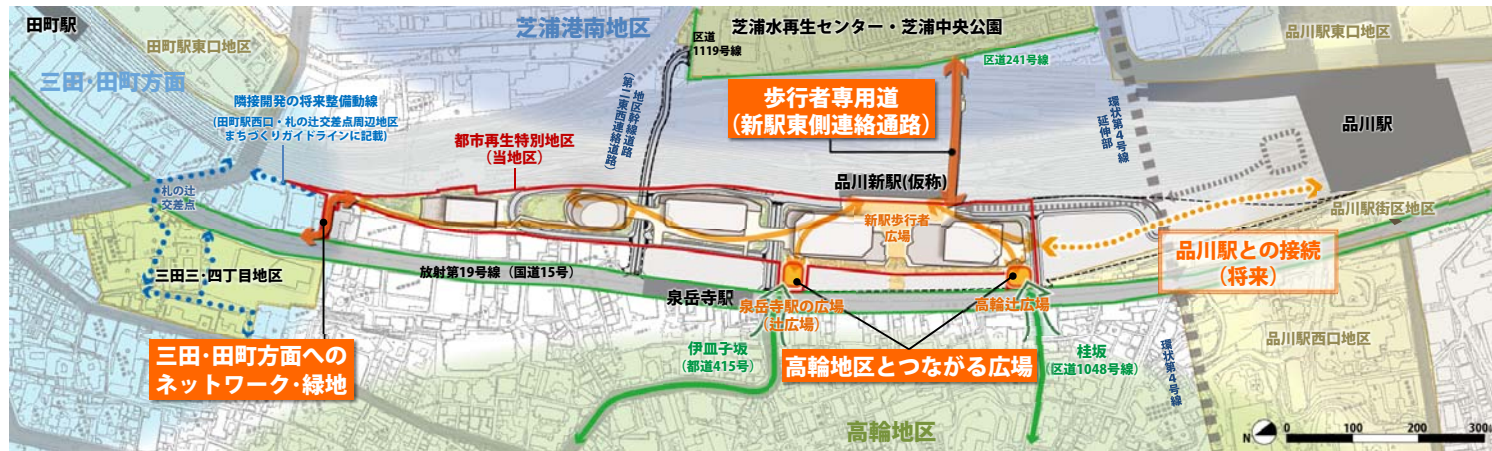 田町駅
田町駅東口地区
三田・田町方面
芝浦港南地区
芝浦水再生センター・芝浦中央公園
区道
1119号線
区道241号線
品川駅東口地区
隣接開発の将来整備動線
(田町駅西口・札の辻交差点周辺地区
まちづくりガイドラインに記載)
都市再生特別地区
(当地区)
地区幹線道路
(第二東西連絡道路)
歩行者専用道
(新駅東側連絡通路)
環状第4号線
延伸部
品川駅
札の辻
交差点
品川新駅(仮称)
新駅歩行者
広場
品川駅街区地区
品川駅との接続
(将来)
三田三・四丁目地区
放射第19号線(国道15号)
泉岳寺駅
泉岳寺駅の広場
(辻広場)
高輪辻広場
三田・田町方面への
ネットワーク・緑地
伊皿子坂
(都道415号)
高輪地区とつながる広場
桂坂
(区道1048号線)
環状第4号線
品川駅西口地区
高輪地区
N
0 100 200 300